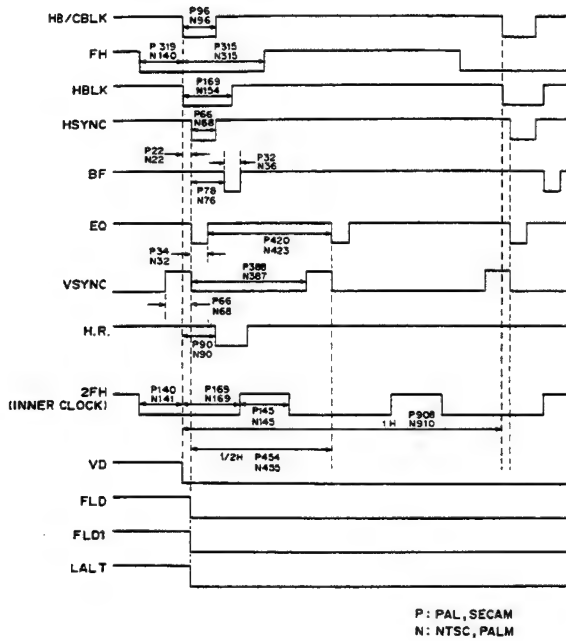 HB/CBLK
P96
N96
FH
P 319
N140
P315
N315
HBLK
P169
N154
HSYNC
P66
N68
P22
N22
P32
N36
BF
P78
N76
EQ
P420
N423
P34
N32
VSYNC
P388
N387
P66
N68
H.R.
P90
N90
2FH
(INNER CLOCK)
P140
N141
P169
N169
P145
N145
1H
P908
N910
1/2H
P454
N455
VD
FLD
FLD1
LALT
P: PAL, SECAM
N: NTSC, PALM